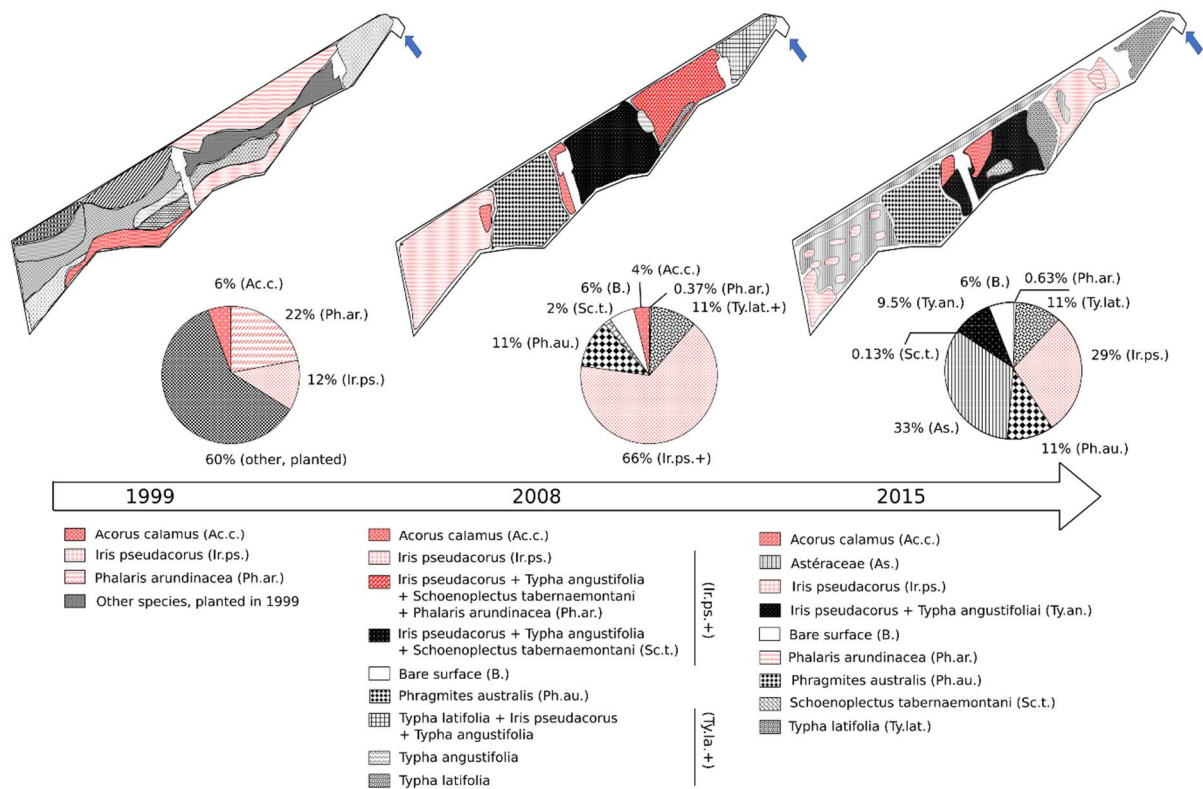 6% (Ac.c.)
22% (Ph.ar.)
12% (Ir.ps.)
60% (other, planted)
4% (Ac.c.)
6% (B.)
0.37% (Ph.ar.)
2% (Sc.t.)
11% (Ty.lat.+)
11% (Ph.au.)
66% (Ir.ps.+)
6% (B.)
0.63% (Ph.ar.)
9.5% (Ty.an.)
11% (Ty.lat.)
0.13% (Sc.t.)
29% (Ir.ps.)
33% (As.)
11% (Ph.au.)
1999
2008
2015
Acorus calamus (Ac.c.)
Iris pseudacorus (Ir.ps.)
Phalaris arundinacea (Ph.ar.)
Other species, planted in 1999
Acorus calamus (Ac.c.)
Iris pseudacorus (Ir.ps.)
Iris pseudacorus + Typha angustifolia
+ Schoenoplectus tabernaemontani
+ Phalaris arundinacea (Ph.ar.)
Iris pseudacorus + Typha angustifolia
+ Schoenoplectus tabernaemontani (Sc.t.)
(Ir.ps.+)
Bare surface (B.)
Phragmites australis (Ph.au.)
Typha latifolia + Iris pseudacorus
+ Typha angustifolia
Typha angustifolia
Typha latifolia
(Ty.la.+)
Acorus calamus (Ac.c.)
Astéraceae (As.)
Iris pseudacorus (Ir.ps.)
Iris pseudacorus + Typha angustifoliai (Ty.an.)
Bare surface (B.)
Phalaris arundinacea (Ph.ar.)
Phragmites australis (Ph.au.)
Schoenoplectus tabernaemontani (Sc.t.)
Typha latifolia (Ty.lat.)